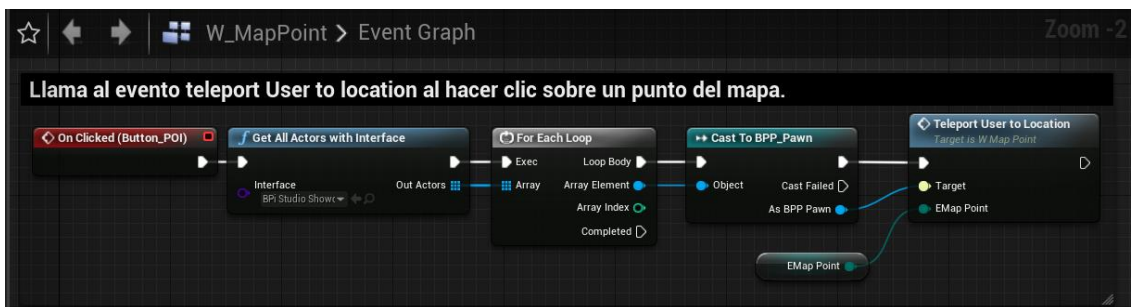 W_MapPoint > Event Graph
Zoom -2
Llama al evento teleport User to location al hacer clic sobre un punto del mapa.
On Clicked (Button_POI)
Get All Actors with Interface
Interface
BPi Studio Showc
Out Actors
For Each Loop
Exec
Loop Body
Array
Array Element
Array Index
Completed
Cast To BPP_Pawn
Object
Cast Failed
As BPP Pawn
EMap Point
Teleport User to Location
Target is W Map Point
Target
EMap Point